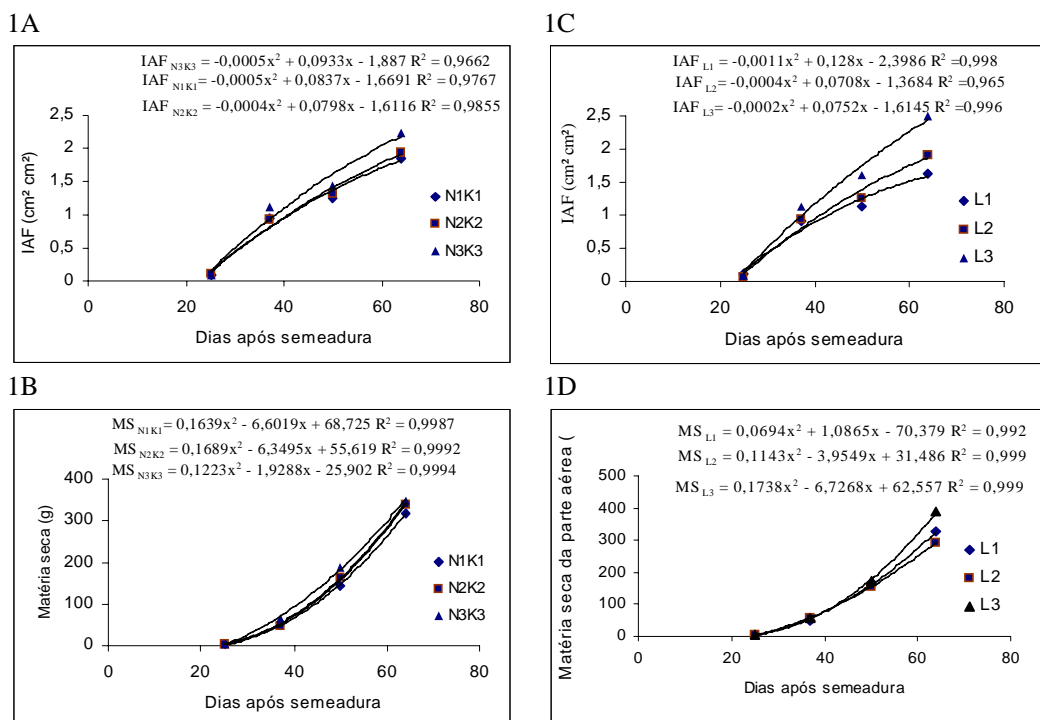 1A
IAF N3K3 = -0,0005x² + 0,0933x - 1,887 R² = 0,9662
IAF N1K1 = -0,0005x² + 0,0837x - 1,6691 R² = 0,9767
IAF N2K2 = -0,0004x² + 0,0798x - 1,6116 R² = 0,9855
IAF (cm² cm²)
2,5
2
1,5
1
0,5
0
0 20 40 60 80
Dias após semeadura
N1K1
N2K2
N3K3
1C
IAF L1 = -0,0011x² + 0,128x - 2,3986 R² =0,998
IAF L2= -0,0004x² + 0,0708x - 1,3684 R² =0,965
IAF L3= -0,0002x² + 0,0752x - 1,6145 R² =0,996
IAF (cm² cm²)
2,5
2
1,5
1
0,5
0
0 20 40 60 80
Dias após semeadura
L1
L2
L3
1B
MS N1K1= 0,1639x² - 6,6019x + 68,725 R² = 0,9987
MS N2K2 = 0,1689x² - 6,3495x + 55,619 R² = 0,9992
MS N3K3 = 0,1223x² - 1,9288x - 25,902 R² = 0,9994
Matéria seca (g)
400
300
200
100
0
0 20 40 60 80
Dias após semeadura
N1K1
N2K2
N3K3
1D
MS L1 = 0,0694x² + 1,0865x - 70,379 R² = 0,992
MS L2 = 0,1143x² - 3,9549x + 31,486 R² = 0,999
MS L3 = 0,1738x² - 6,7268x + 62,557 R² = 0,999
Matéria seca da parte aérea (
500
400
300
200
100
0
0 20 40 60 80
Dias após semeadura
L1
L2
L3